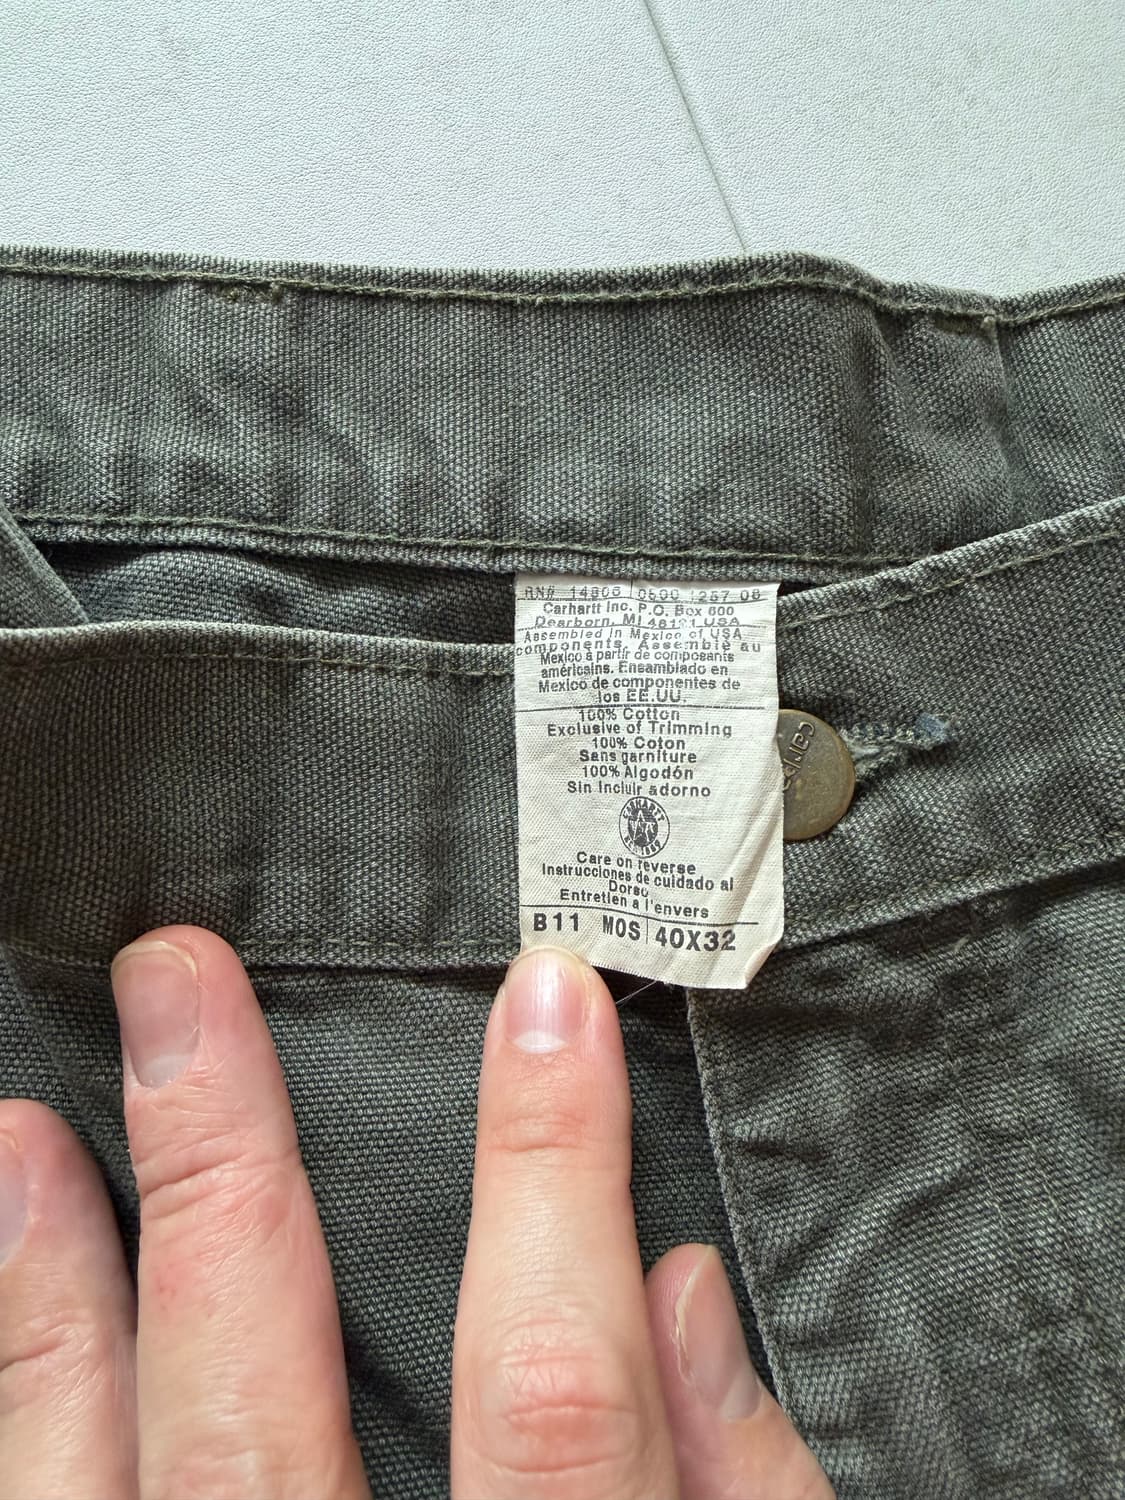 RN# 14806 0600 1257 06
Carhartt Inc. P.O. Box 600
Dearborn, MI 48121 USA
Assembled in Mexico of USA
components, Assemblé au
Mexico à partir de composants
américains. Ensamblado en
Mexico de componentes de
los EE.UU.
100% Cotton
Exclusive of Trimming
100% Coton
Sans garniture
100% Algodón
Sin Incluir adorno
CARHARTT
Care on reverse
Instrucciones de cuidado al
Dorso
Entretien a l'envers
B11 MOS 40X32